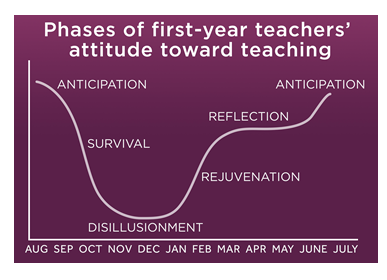 Phases of first-year teachers’
attitude toward teaching
ANTICIPATION
ANTICIPATION
REFLECTION
SURVIVAL
REJUVENATION
DISILLUSIONMENT
AUG SEP OCT NOV DEC JAN FEB MAR APR MAY JUNE JULY